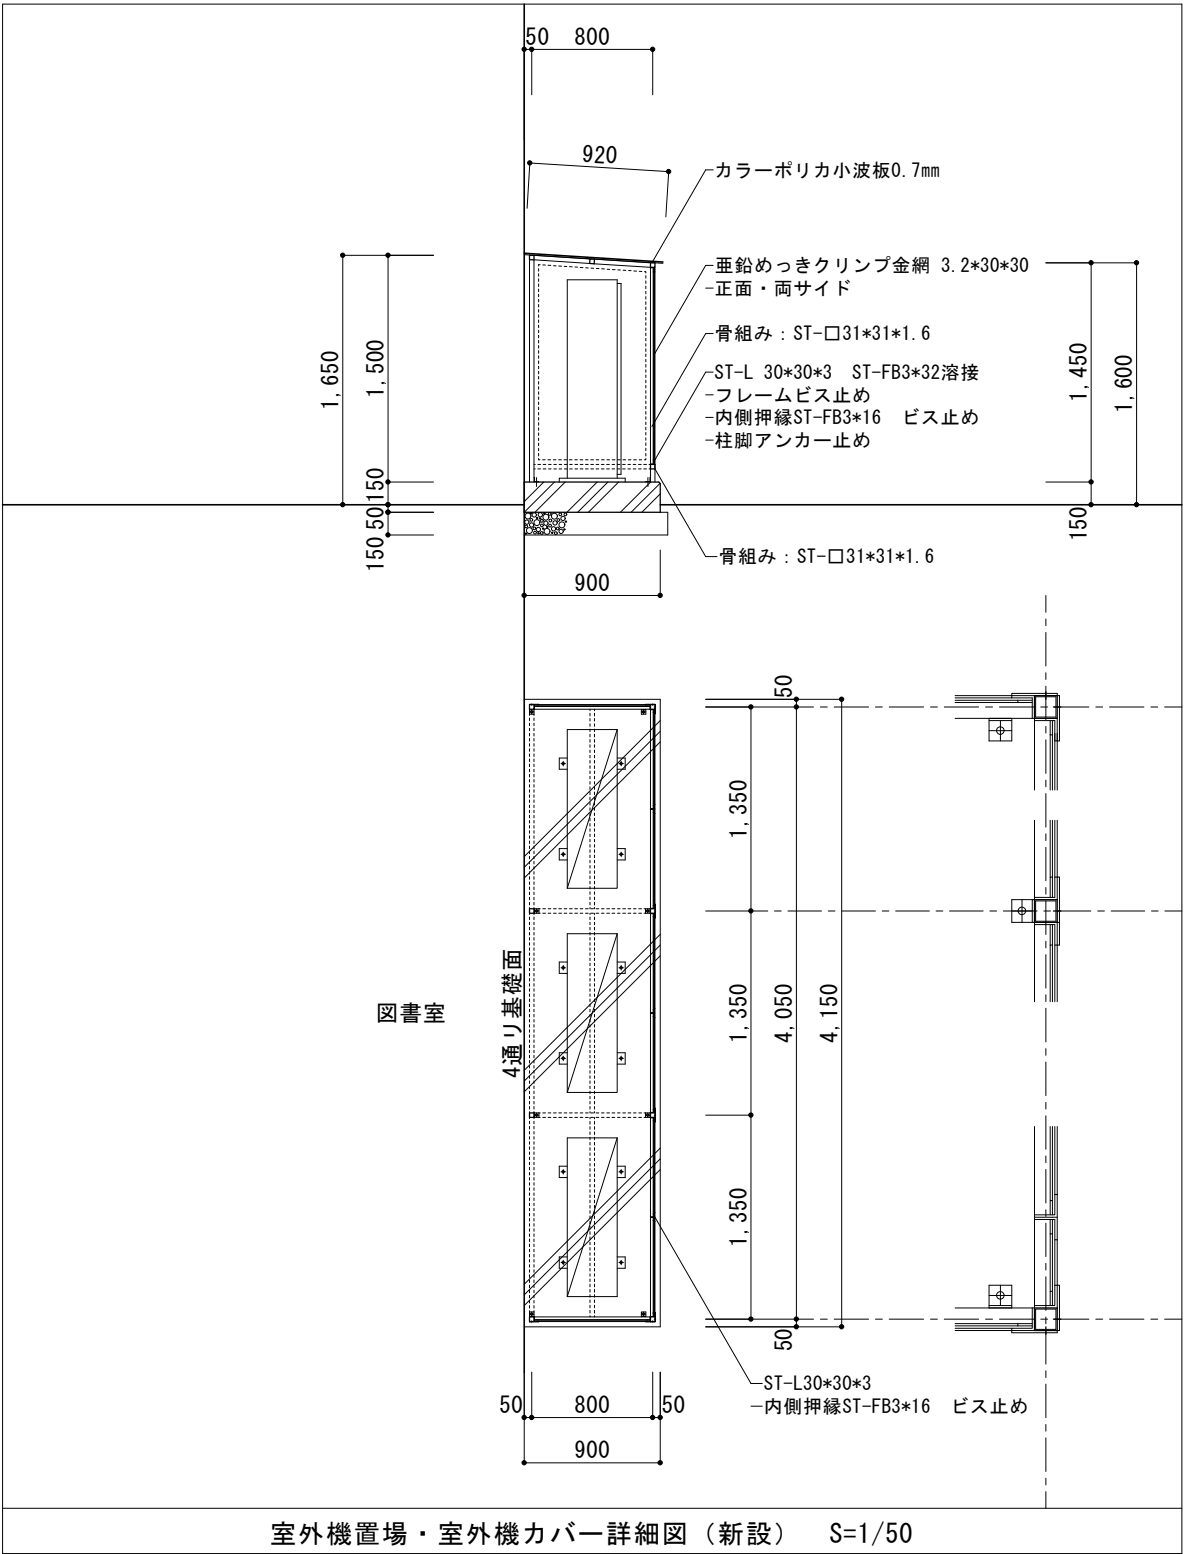 50 800
920
カラーポリカ小波板0.7mm
亜鉛めっきクリンプ金網 3.2*30*30
-正面・両サイド
骨組み：ST-□31*31*1.6
ST-L 30*30*3 ST-FB3*32溶接
-フレームビス止め
-内側押縁ST-FB3*16 ビス止め
-柱脚アンカー止め
1,650
1,500
150
50
150
1,450
1,600
150
骨組み：ST-□31*31*1.6
900
50
1,350
1,350
1,350
4,050
4,150
50
図書室
4通り基礎面
ST-L30*30*3
-内側押縁ST-FB3*16 ビス止め
50 800 50
900
室外機置場・室外機カバー詳細図（新設） S=1/50